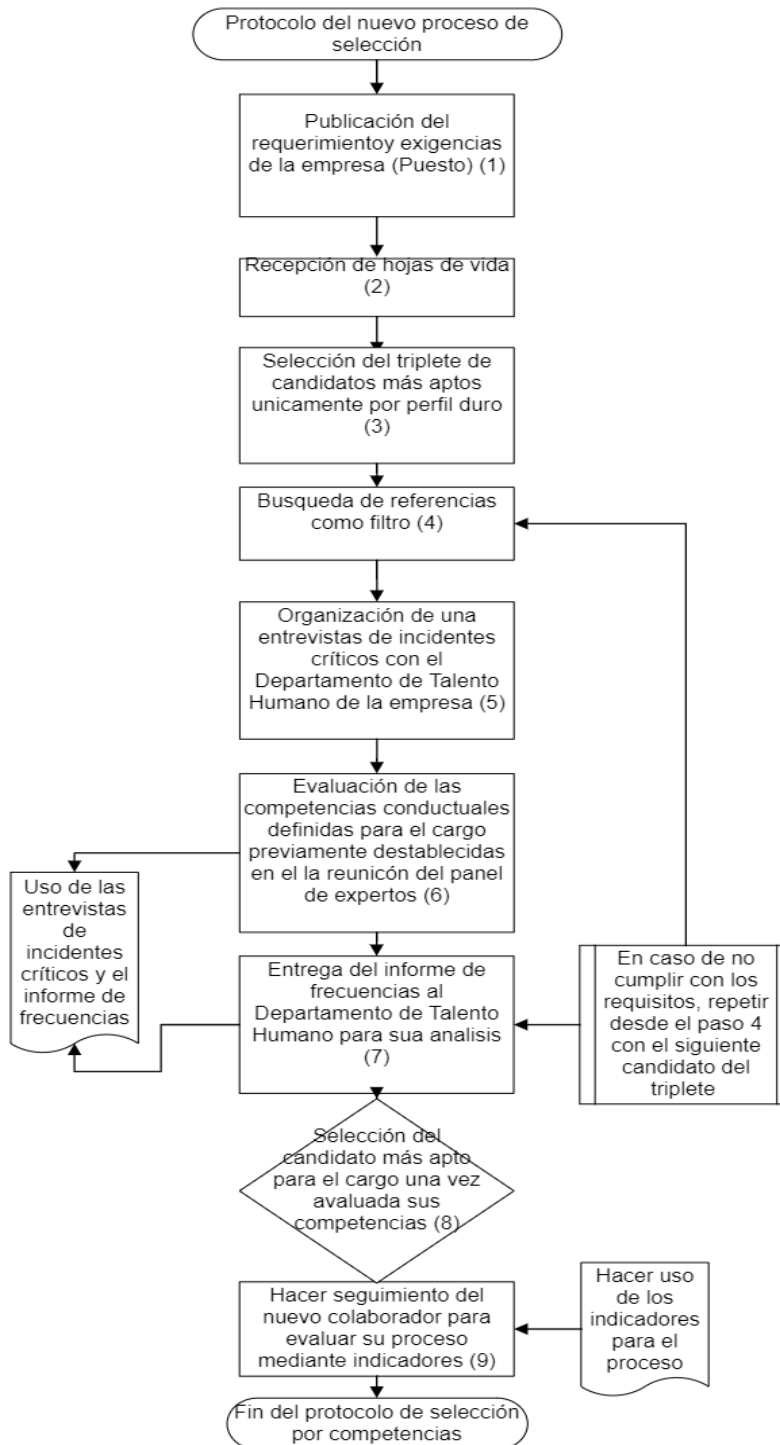 Protocolo del nuevo proceso de
selección
Publicación del
requerimientoy exigencias
de la empresa (Puesto) (1)
Recepción de hojas de vida
(2)
Selección del triplete de
candidatos más aptos
unicamente por perfil duro
(3)
Busqueda de referencias
como filtro (4)
Organización de una
entrevistas de incidentes
críticos con el
Departamento de Talento
Humano de la empresa (5)
Evaluación de las
competencias conductuales
definidas para el cargo
previamente destablecidas
en el la reunicón del panel
de expertos (6)
Uso de las
entrevistas
de
incidentes
críticos y el
informe de
frecuencias
Entrega del informe de
frecuencias al
Departamento de Talento
Humano para sua analisis
(7)
En caso de no
cumplir con los
requisitos, repetir
desde el paso 4
con el siguiente
candidato del
triplete
Selección del
candidato más apto
para el cargo una vez
avaluada sus
competencias (8)
Hacer seguimiento del
nuevo colaborador para
evaluar su proceso
mediante indicadores (9)
Hacer uso
de los
indicadores
para el
proceso
Fin del protocolo de selección
por competencias